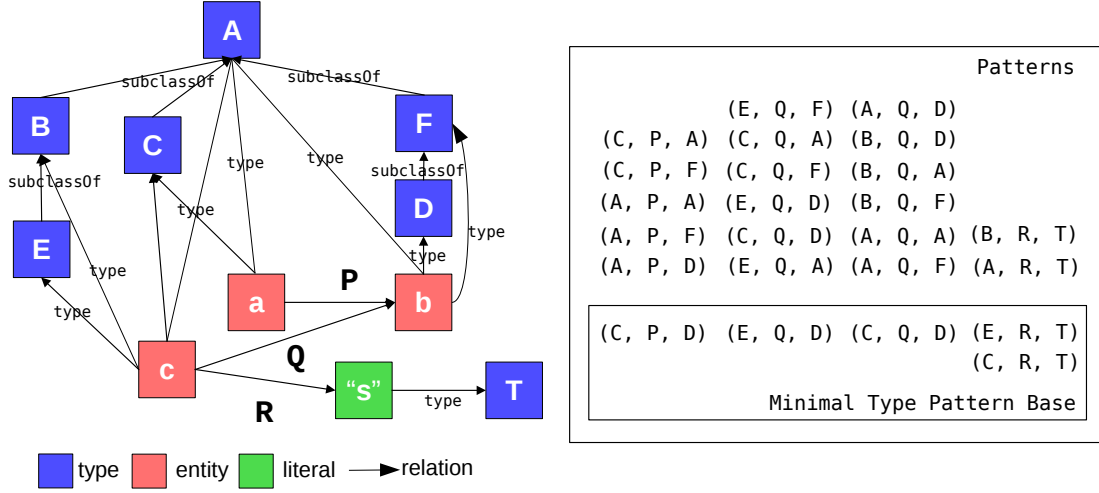 A
subclassOf
subclassOf
subclassOf
B
C
F
type
type
subclassOf
subclassOf
D
type
E
type
type
type
type
P
a
b
c
Q
"s"
type
T
R
type entity literal relation
Patterns
(E, Q, F) (A, Q, D)
(C, P, A) (C, Q, A) (B, Q, D)
(C, P, F) (C, Q, F) (B, Q, A)
(A, P, A) (E, Q, D) (B, Q, F)
(A, P, F) (C, Q, D) (A, Q, A) (B, R, T)
(A, P, D) (E, Q, A) (A, Q, F) (A, R, T)
(C, P, D) (E, Q, D) (C, Q, D) (E, R, T)
(C, R, T)
Minimal Type Pattern Base